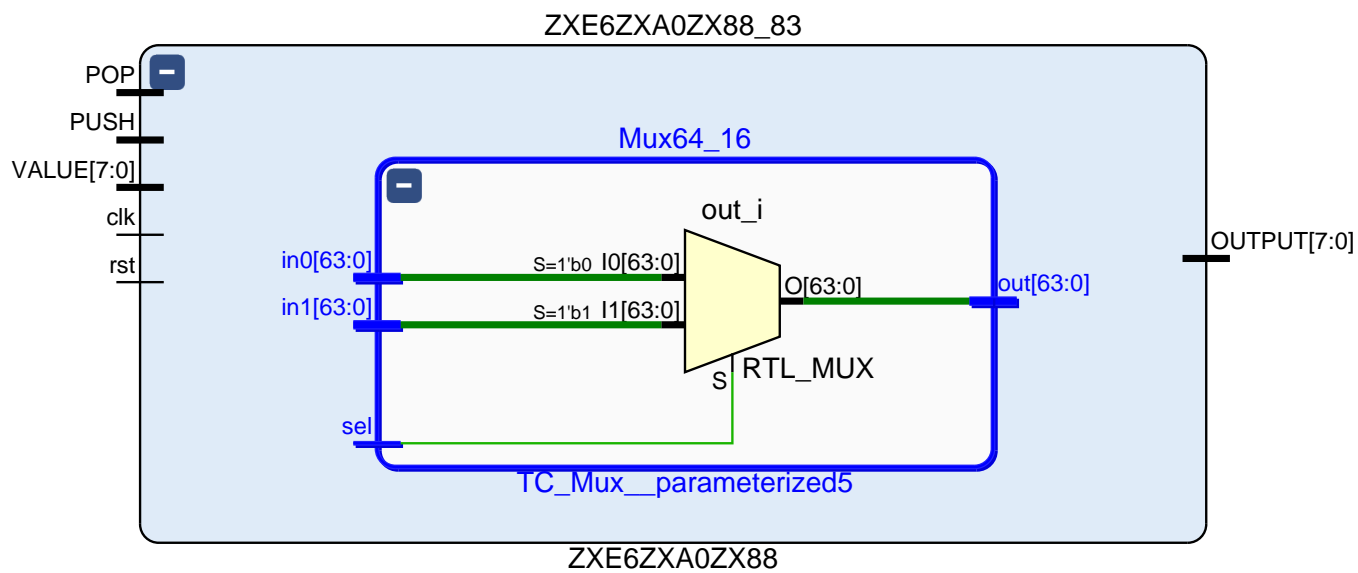 ZXE6ZXA0ZX88_83
POP
PUSH
VALUE[7:0]
clk
rst
Mux64_16
out_i
in0[63:0]
S=1'b0 I0[63:0]
in1[63:0]
S=1'b1 I1[63:0]
O[63:0]
out[63:0]
OUTPUT[7:0]
S
RTL_MUX
sel
TC_Mux__parameterized5
ZXE6ZXA0ZX88